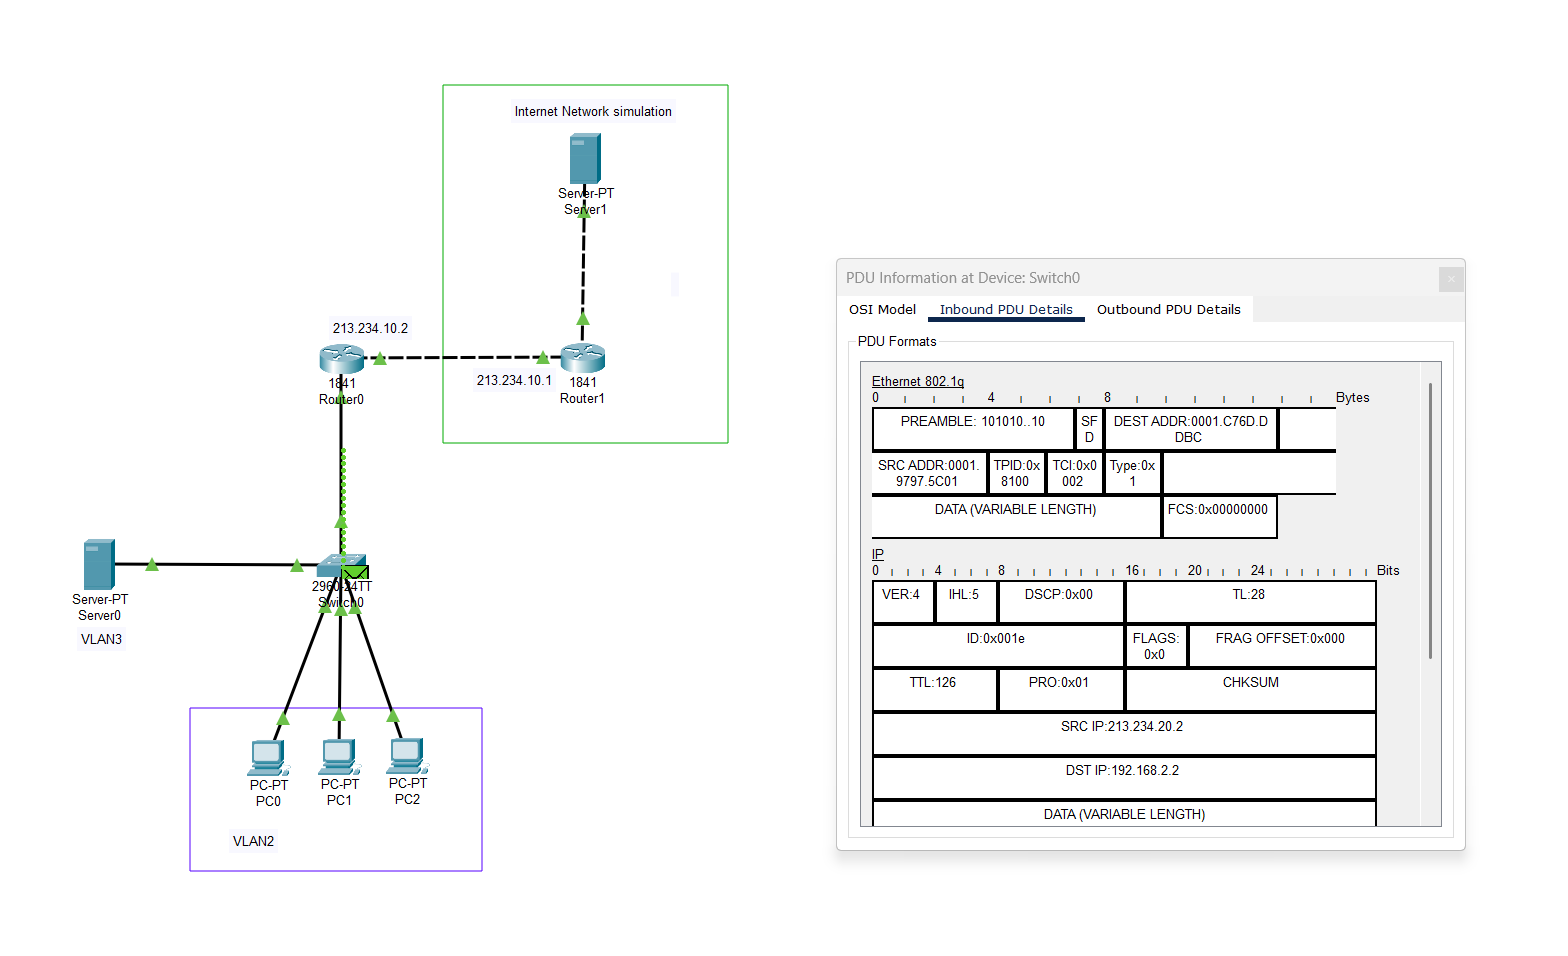 Internet Network simulation
Server-PT
Server1
213.234.10.2
1841
Router0
213.234.10.1
1841
Router1
2960-24TT
Switch0
Server-PT
Server0
VLAN3
PC-PT
PC0
PC-PT
PC1
PC-PT
PC2
VLAN2
PDU Information at Device: Switch0
OSI Model Inbound PDU Details Outbound PDU Details
PDU Formats
Ethernet 802.1q
0 4 8 Bytes
PREAMBLE: 101010..10
SF
D
DEST ADDR:0001.C76D.D
DBC
SRC ADDR:0001.
9797.5C01
TPID:0x
8100
TCI:0x0
002
Type:0x
1
DATA (VARIABLE LENGTH)
FCS:0x00000000
IP
0 4 8 16 20 24 Bits
VER:4 IHL:5 DSCP:0x00 TL:28
ID:0x001e
FLAGS:
0x0
FRAG OFFSET:0x000
TTL:126 PRO:0x01 CHKSUM
SRC IP:213.234.20.2
DST IP:192.168.2.2
DATA (VARIABLE LENGTH)